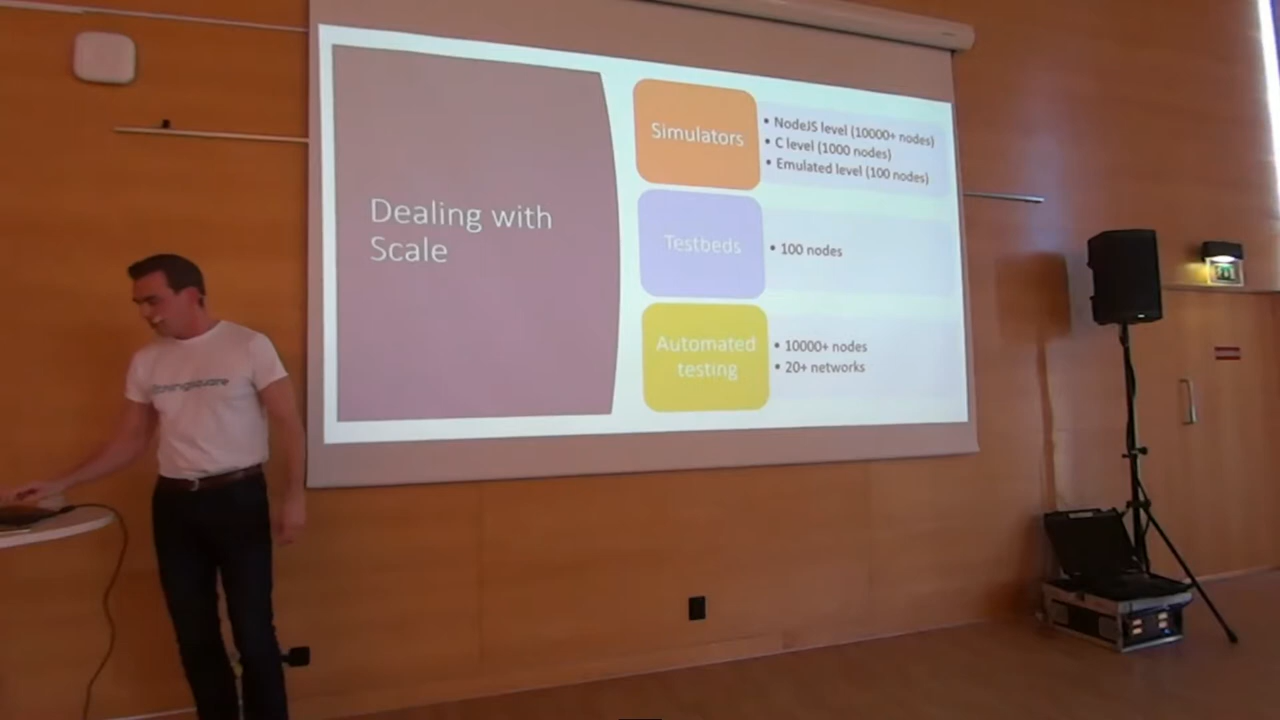 Dealing with
Scale
Simulators
• NodeJS level (10000+ nodes)
• C level (1000 nodes)
• Emulated level (100 nodes)
Testbeds
• 100 nodes
Automated
testing
• 10000+ nodes
• 20+ networks
thingsquare